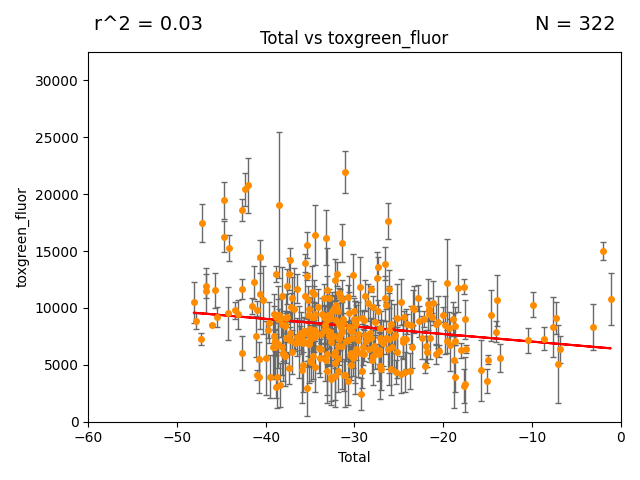 r^2 = 0.03
N = 322
Total vs toxgreen_fluor
30000
25000
20000
15000
10000
5000
0
toxgreen_fluor
−60
−50
−40
−30
−20
−10
0
Total